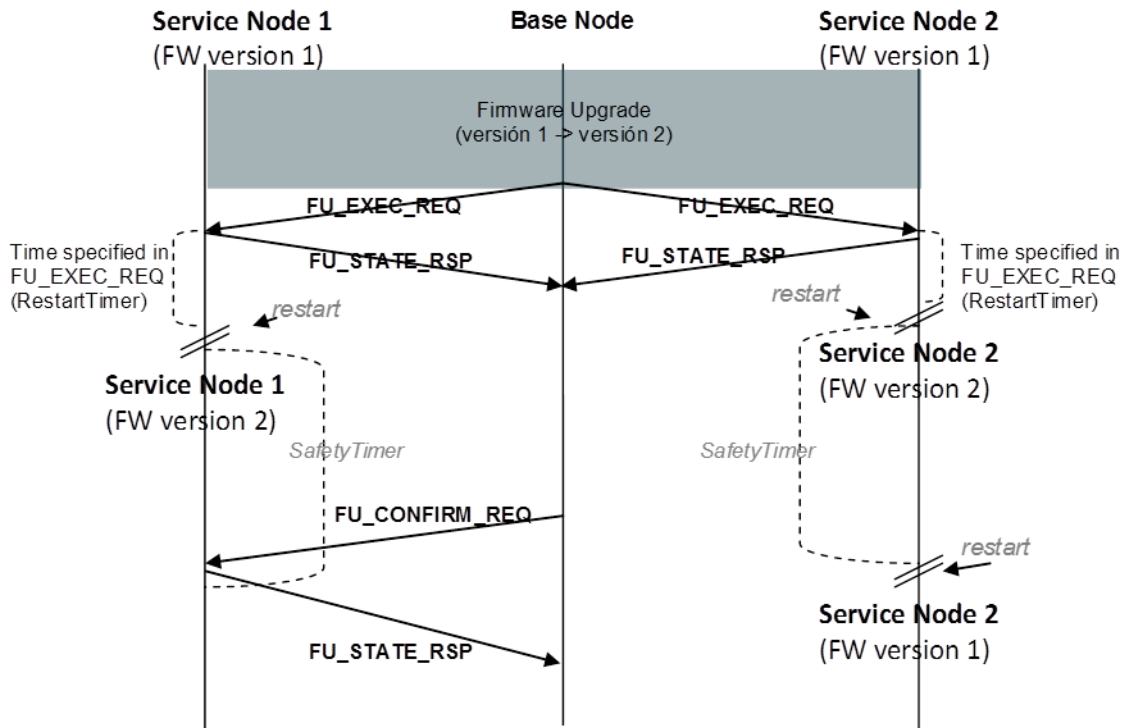 Service Node 1
(FW version 1)
Base Node
Service Node 2
(FW version 1)
Firmware Upgrade
(versión 1 -> versión 2)
FU_EXEC_REQ
FU_EXEC_REQ
Time specified in
FU_EXEC_REQ
(RestartTimer)
FU_STATE_RSP
FU_STATE_RSP
Time specified in
FU_EXEC_REQ
(RestartTimer)
restart
restart
Service Node 1
(FW version 2)
Service Node 2
(FW version 2)
SafetyTimer
SafetyTimer
FU_CONFIRM_REQ
restart
Service Node 2
(FW version 1)
FU_STATE_RSP